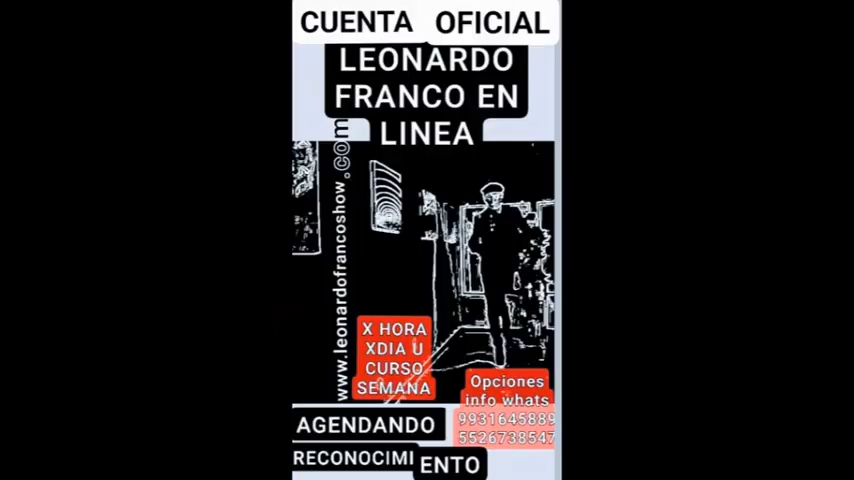 CUENTA OFICIAL
LEONARDO
FRANCO EN
LINEA
www.leonardofrancoshow.com
X HORA
XDIA U
CURSO
SEMANA
Opciones
info whats
9931645889
5526738547
AGENDANDO
RECONOCIMI ENTO